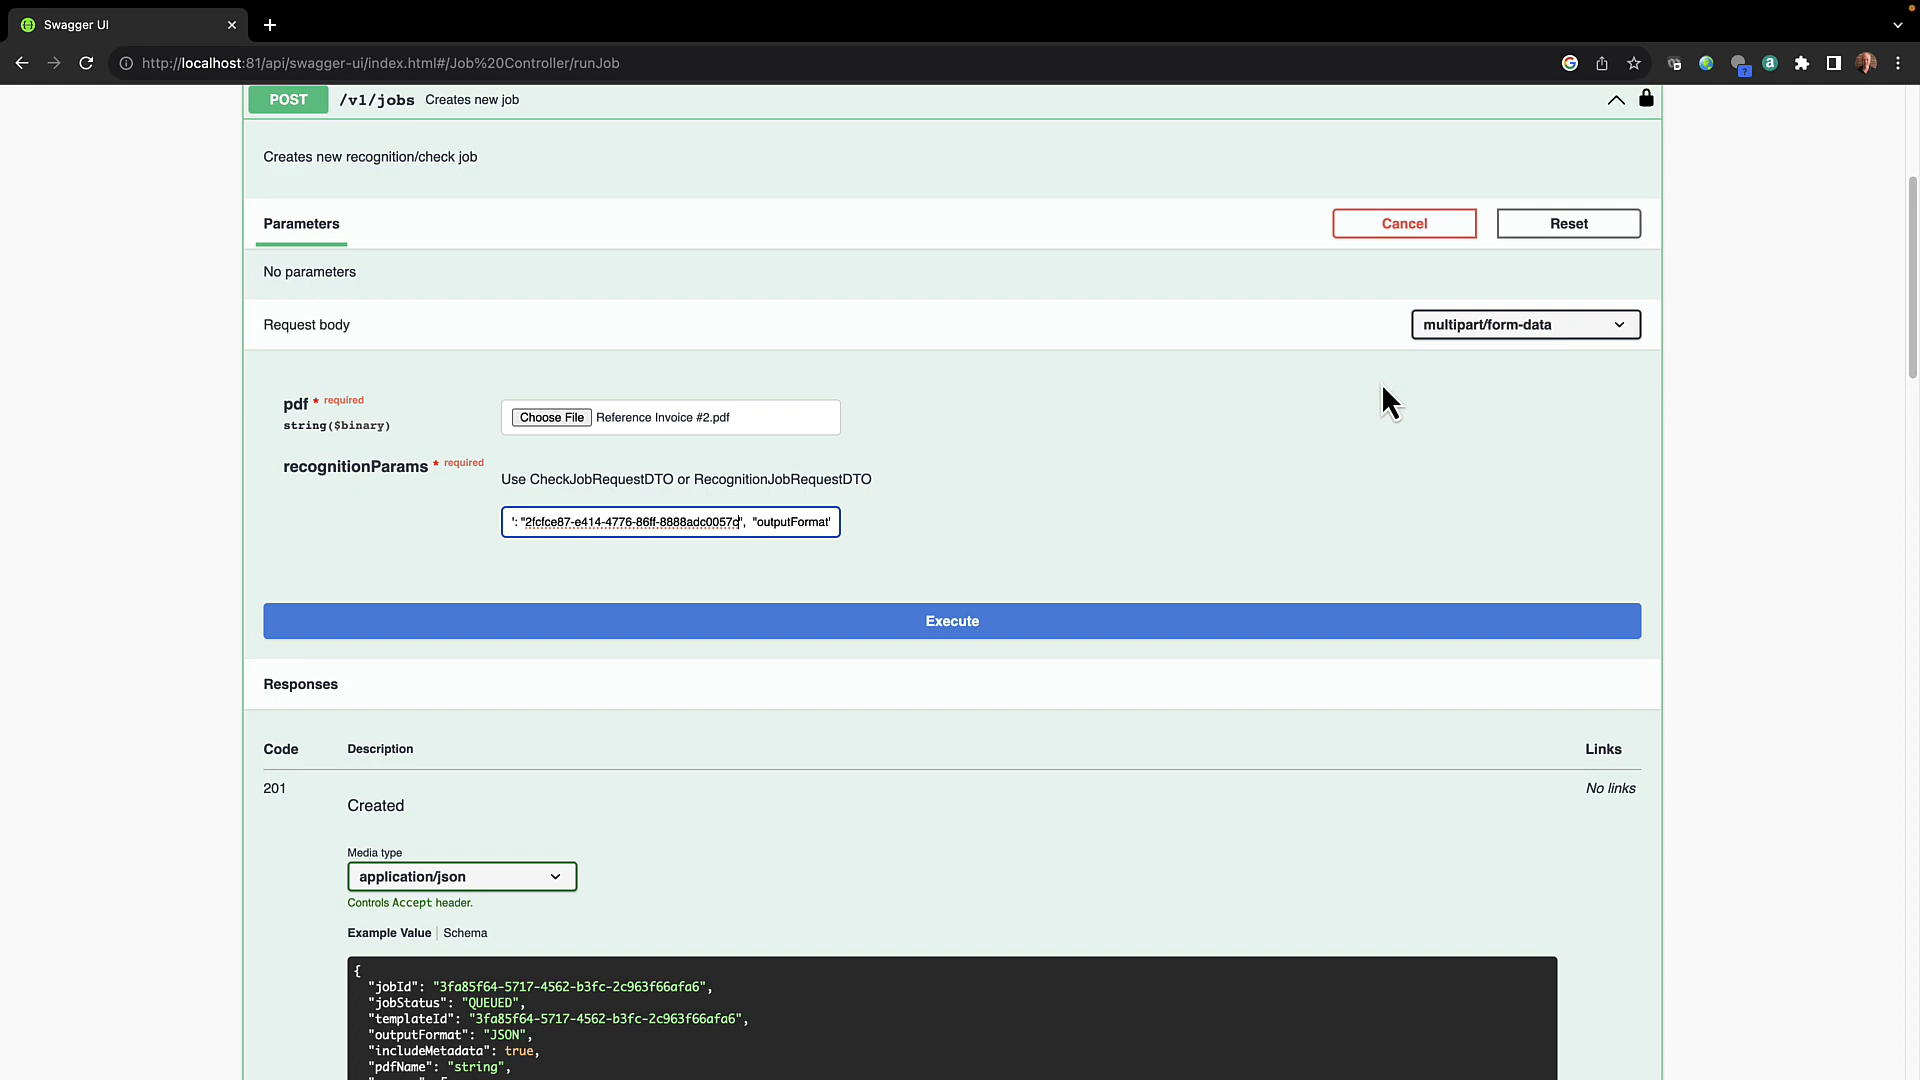 Swagger UI
http://localhost:81/api/swagger-ui/index.html#/Job%20Controller/runJob
POST /v1/jobs Creates new job
Creates new recognition/check job
Parameters
Cancel
Reset
No parameters
Request body
multipart/form-data
pdf * required
string($binary)
Choose File Reference Invoice #2.pdf
recognitionParams * required
Use CheckJobRequestDTO or RecognitionJobRequestDTO
": "2fcfce87-e414-4776-86ff-8888adc0057d", "outputFormat"
Execute
Responses
Code Description Links
201 No links
Created
Media type
application/json
Controls Accept header.
Example Value | Schema
{
"jobId": "3fa85f64-5717-4562-b3fc-2c963f66afa6",
"jobStatus": "QUEUED",
"templateId": "3fa85f64-5717-4562-b3fc-2c963f66afa6",
"outputFormat": "JSON",
"includeMetadata": true,
"pdfName": "string",